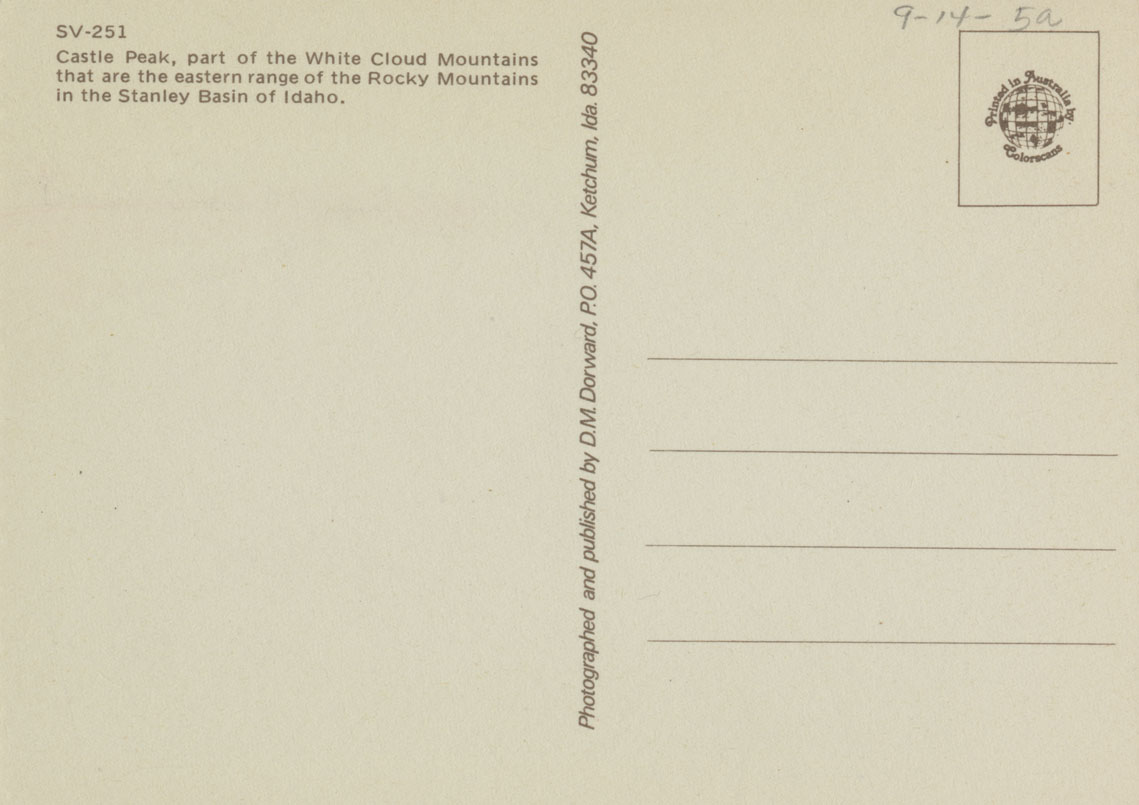 9-14-5a
SV-251
Castle Peak, part of the White Cloud Mountains
that are the eastern range of the Rocky Mountains
in the Stanley Basin of Idaho.
Photographed and published by D.M. Dorward, P.O. 457A, Ketchum, Ida. 83340
Printed in Australia by:
Colorscans